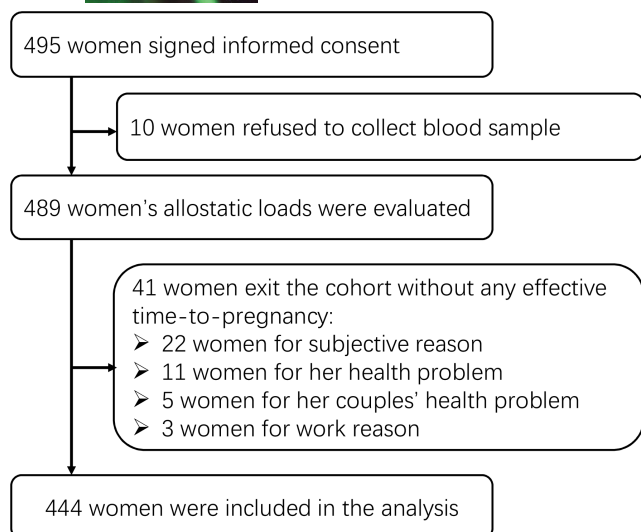 495 women signed informed consent
10 women refused to collect blood sample
489 women's allostatic loads were evaluated
41 women exit the cohort without any effective
time-to-pregnancy:
➢ 22 women for subjective reason
➢ 11 women for her health problem
➢ 5 women for her couples' health problem
➢ 3 women for work reason
444 women were included in the analysis